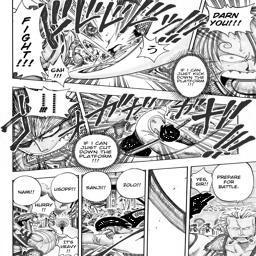 DARN
YOU!!!
IF I CAN
JUST KICK
DOWN THE
PLATFORM
!!!
GAH
!!!
FIGHT
!!!
IF I CAN
JUST CUT
DOWN THE
PLATFORM
!!!
PREPARE
FOR
BATTLE.
YES,
SIR!!
ZOLO!!
SANJI!!
USOPP!!
NAMI!!
HURRY
!!
IT'S
HEAVY
!!